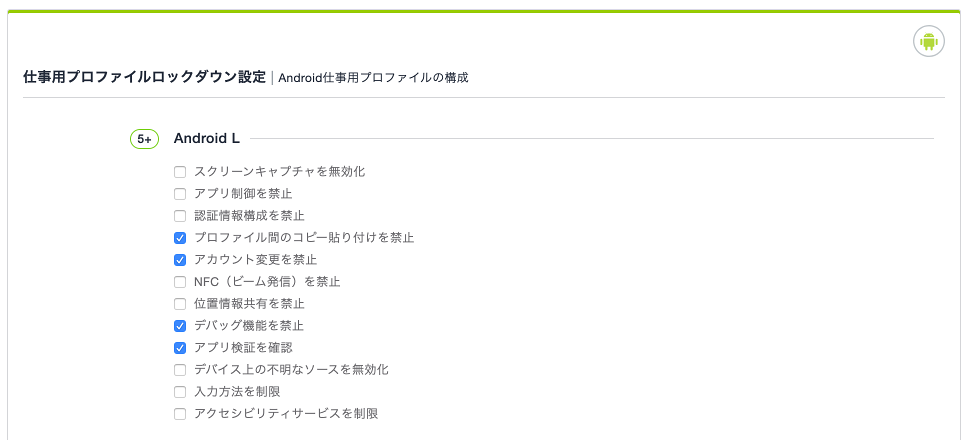 仕事用プロファイルロックダウン設定 | Android仕事用プロファイルの構成
5+ Android L
スクリーンキャプチャを無効化
アプリ制御を禁止
認証情報構成を禁止
プロファイル間のコピー貼り付けを禁止
アカウント変更を禁止
NFC（ビーム発信）を禁止
位置情報共有を禁止
デバッグ機能を禁止
アプリ検証を確認
デバイス上の不明なソースを無効化
入力方法を制限
アクセシビリティサービスを制限